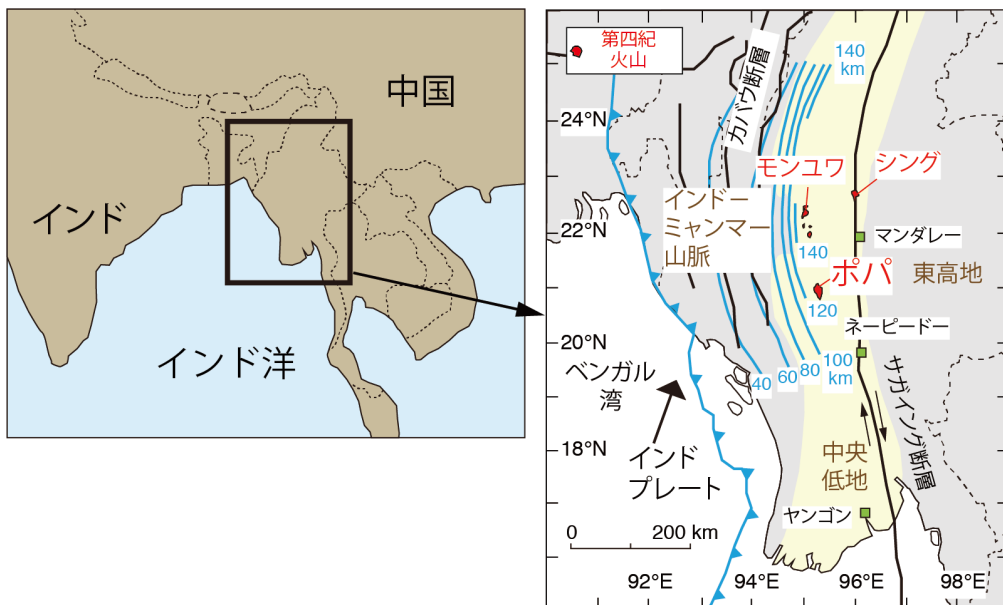 中国
インド
インド洋
第四紀
火山
カバウ断層
140
km
24°N
モンユワ
シング
インドー
ミャンマー
山脈
22°N
マンダレー
140
ポパ
東高地
120
ネーピードー
20°N
ベンガル
湾
40
60
80
100
km
サガイング断層
18°N
インド
プレート
中央
低地
ヤンゴン
0
200 km
92°E
94°E
96°E
98°E